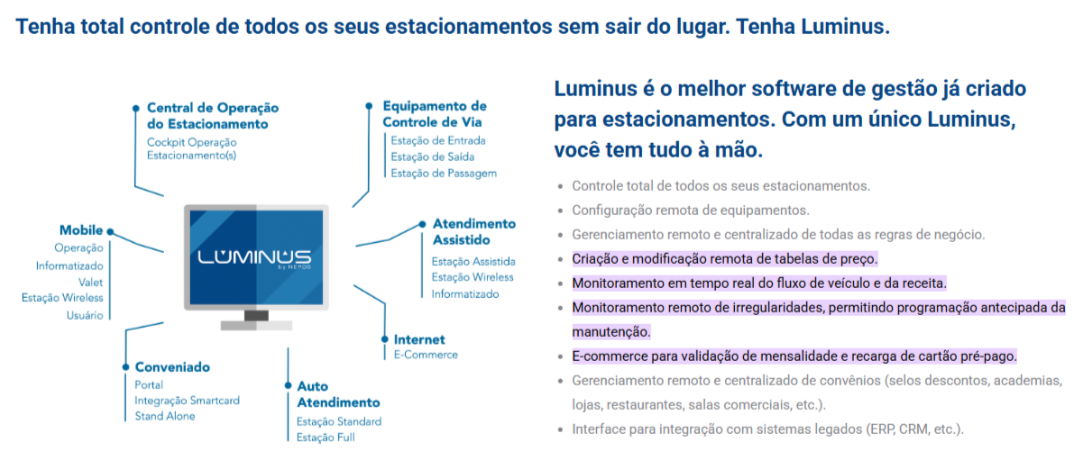 Tenha total controle de todos os seus estacionamentos sem sair do lugar. Tenha Luminus.
Central de Operação
do Estacionamento
Cockpit Operação
Estacionamento(s)
Equipamento de
Controle de Via
Estação de Entrada
Estação de Saída
Estação de Passagem
Mobile
Operação
Informatizado
Valet
Estação Wireless
Usuário
LUMINUS
by NEPOS
Atendimento
Assistido
Estação Assistida
Estação Wireless
Informatizado
Internet
E-Commerce
Conveniado
Portal
Integração Smartcard
Stand Alone
Auto
Atendimento
Estação Standard
Estação Full
Luminus é o melhor software de gestão já criado
para estacionamentos. Com um único Luminus,
você tem tudo à mão.
• Controle total de todos os seus estacionamentos.
• Configuração remota de equipamentos.
• Gerenciamento remoto e centralizado de todas as regras de negócio.
• Criação e modificação remota de tabelas de preço.
• Monitoramento em tempo real do fluxo de veículo e da receita.
• Monitoramento remoto de irregularidades, permitindo programação antecipada da
manutenção.
• E-commerce para validação de mensalidade e recarga de cartão pré-pago.
• Gerenciamento remoto e centralizado de convênios (selos descontos, academias,
lojas, restaurantes, salas comerciais, etc.).
• Interface para integração com sistemas legados (ERP, CRM, etc.).